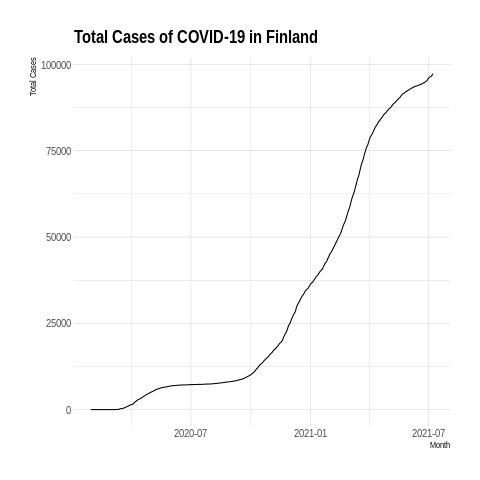 Total Cases of COVID-19 in Finland
Total Cases
100000
75000
50000
25000
0
2020-07
2021-01
2021-07
Month